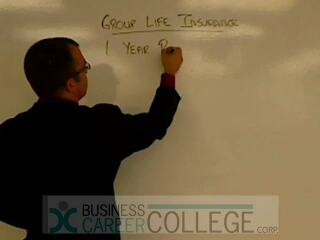 GROUP LIFE INSURANCE
1 YEAR
BUSINESS
CAREER
COLLEGE CORP.